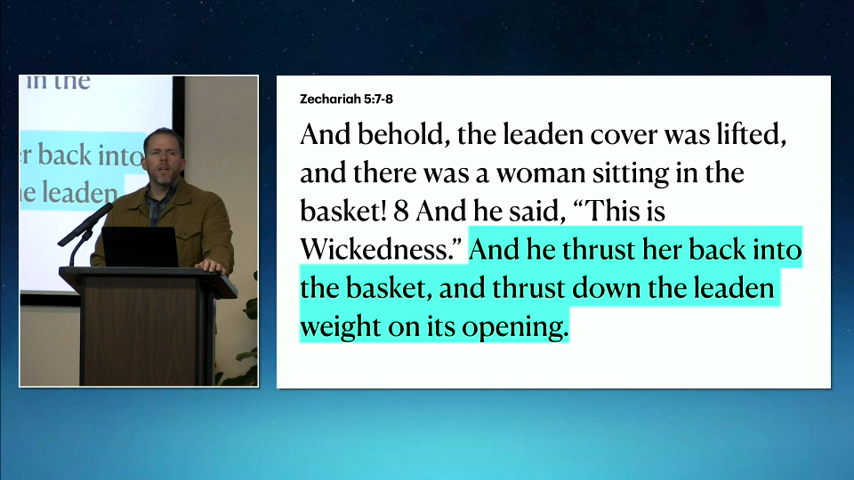 in the
r back into
e leaden
Zechariah 5:7-8
And behold, the leaden cover was lifted,
and there was a woman sitting in the
basket! 8 And he said, “This is
Wickedness.” And he thrust her back into
the basket, and thrust down the leaden
weight on its opening.